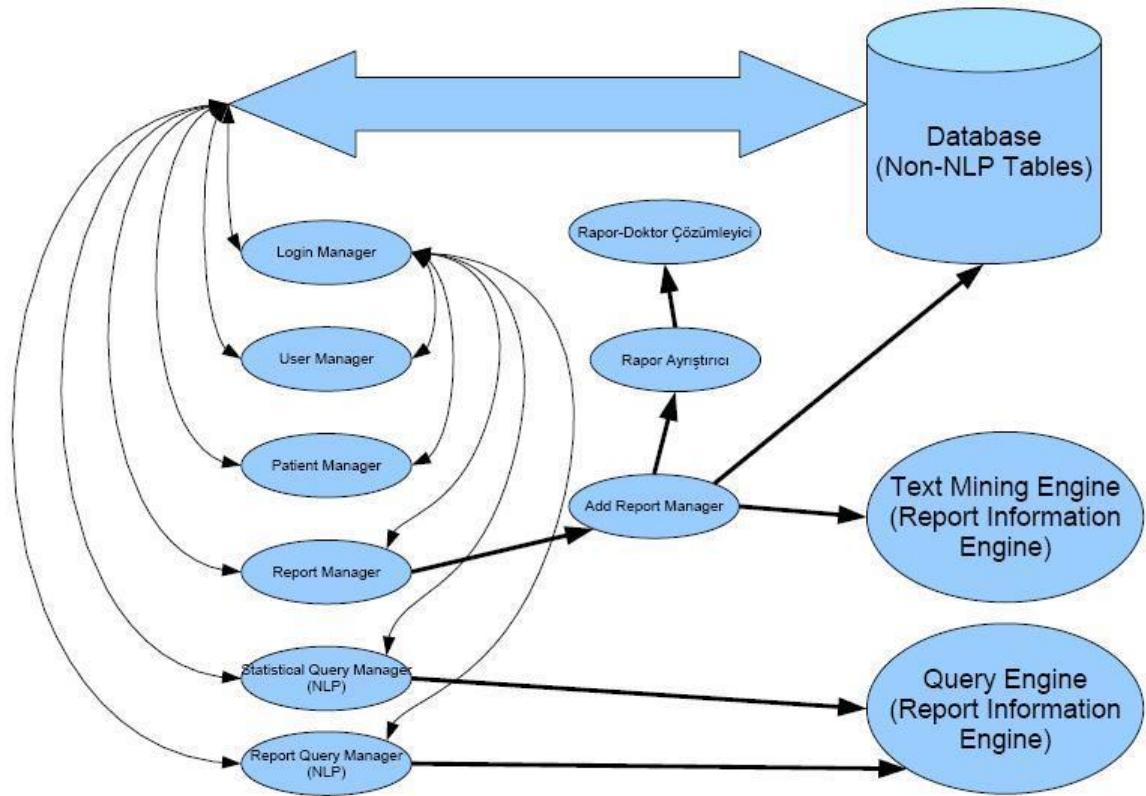 Database
(Non-NLP Tables)
Rapor-Doktor Çözümleyici
Login Manager
User Manager
Rapor Ayrıştırıcı
Patient Manager
Add Report Manager
Text Mining Engine
(Report Information
Engine)
Report Manager
Statistical Query Manager
(NLP)
Query Engine
(Report Information
Engine)
Report Query Manager
(NLP)